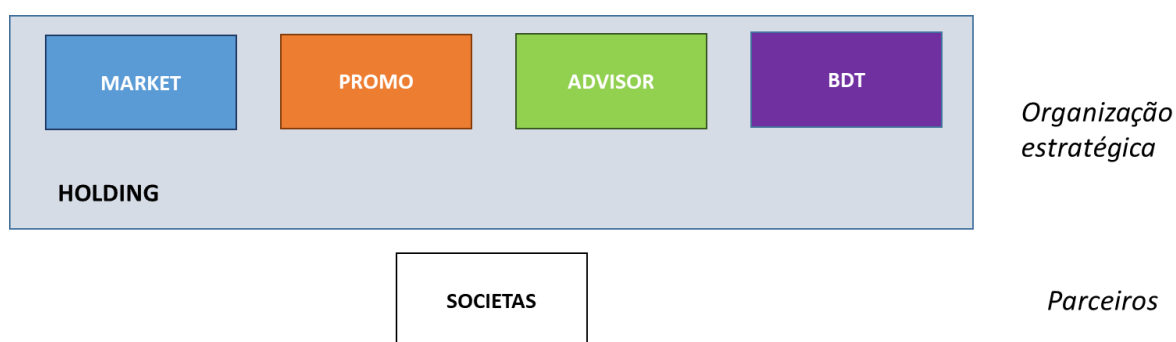 MARKET
PROMO
ADVISOR
BDT
Organização
estratégica
HOLDING
SOCIETAS
Parceiros